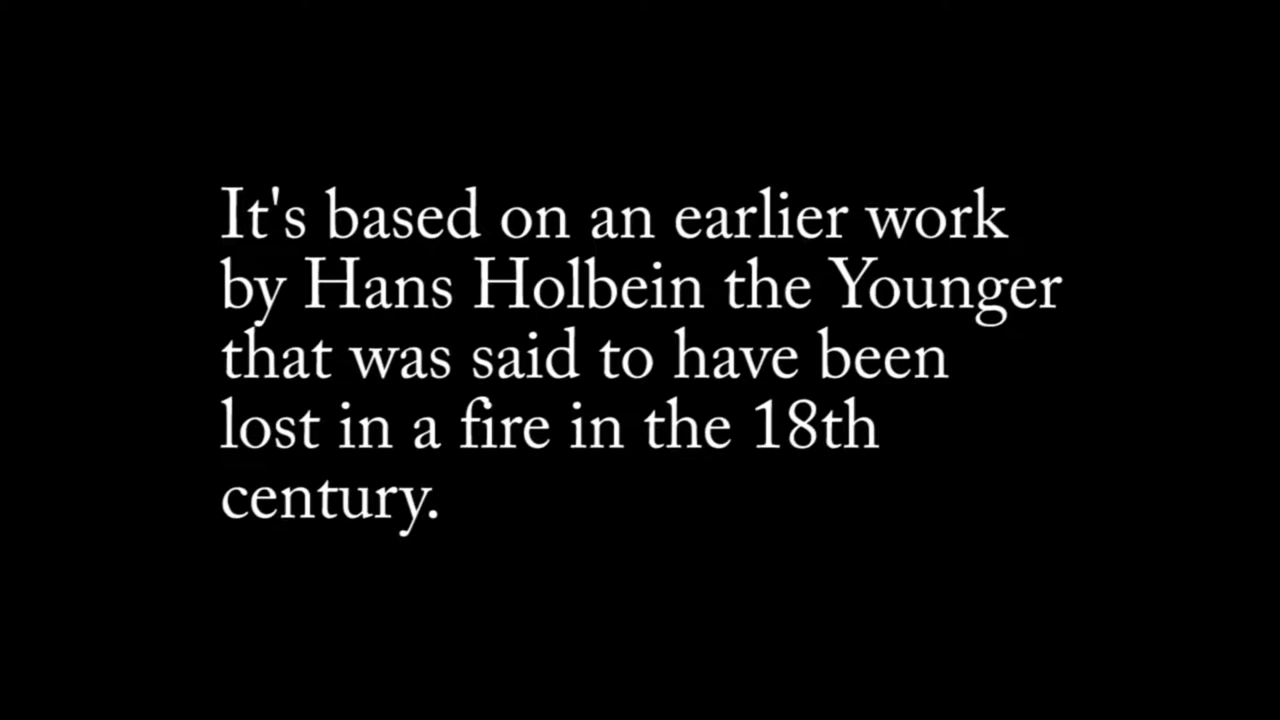 It's based on an earlier work
by Hans Holbein the Younger
that was said to have been
lost in a fire in the 18th
century.